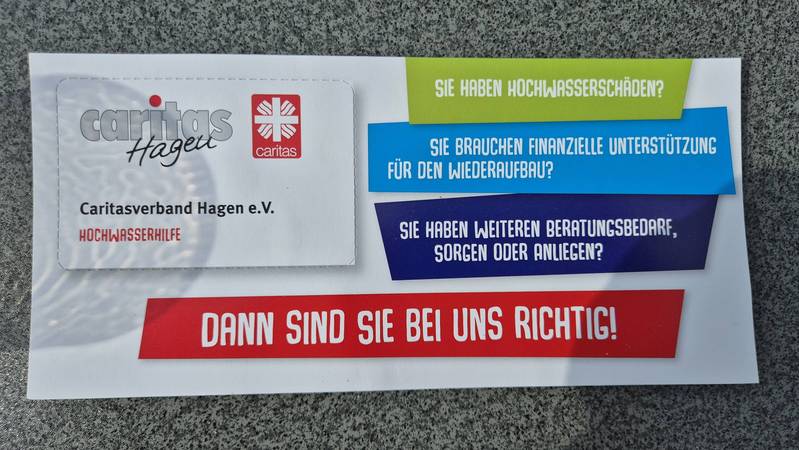 caritas
Hagen
caritas
Caritasverband Hagen e.V.
HOCHWASSERHILFE
SIE HABEN HOCHWASSERSCHÄDEN?
SIE BRAUCHEN FINANZIELLE UNTERSTÜTZUNG
FÜR DEN WIEDERAUFBAU?
SIE HABEN WEITEREN BERATUNGSBEDARF,
SORGEN ODER ANLIEGEN?
DANN SIND SIE BEI UNS RICHTIG!